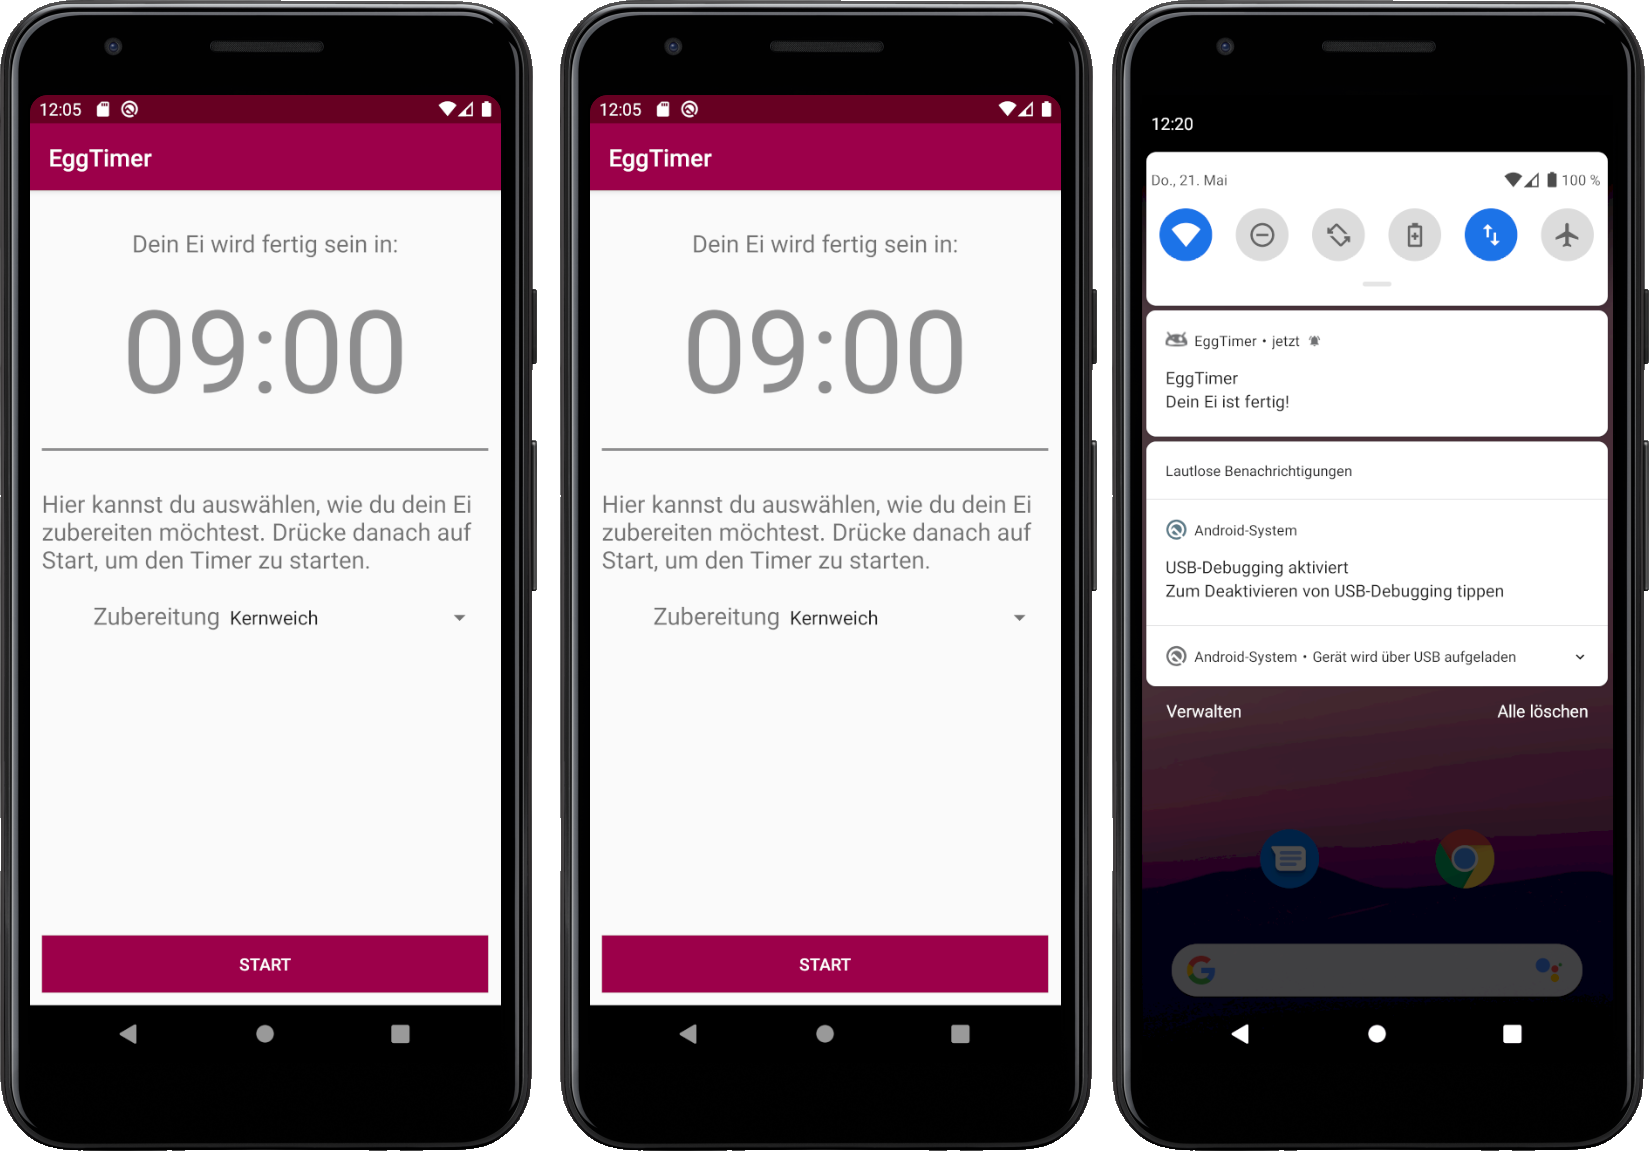 12:05
EggTimer
Dein Ei wird fertig sein in:
09:00
Hier kannst du auswählen, wie du dein Ei
zubereiten möchtest. Drücke danach auf
Start, um den Timer zu starten.
Zubereitung Kernweich
START
12:05
EggTimer
Dein Ei wird fertig sein in:
09:00
Hier kannst du auswählen, wie du dein Ei
zubereiten möchtest. Drücke danach auf
Start, um den Timer zu starten.
Zubereitung Kernweich
START
12:20
Do., 21. Mai 100 %
EggTimer • jetzt
EggTimer
Dein Ei ist fertig!
Lautlose Benachrichtigungen
Android-System
USB-Debugging aktiviert
Zum Deaktivieren von USB-Debugging tippen
Android-System • Gerät wird über USB aufgeladen
Verwalten Alle löschen